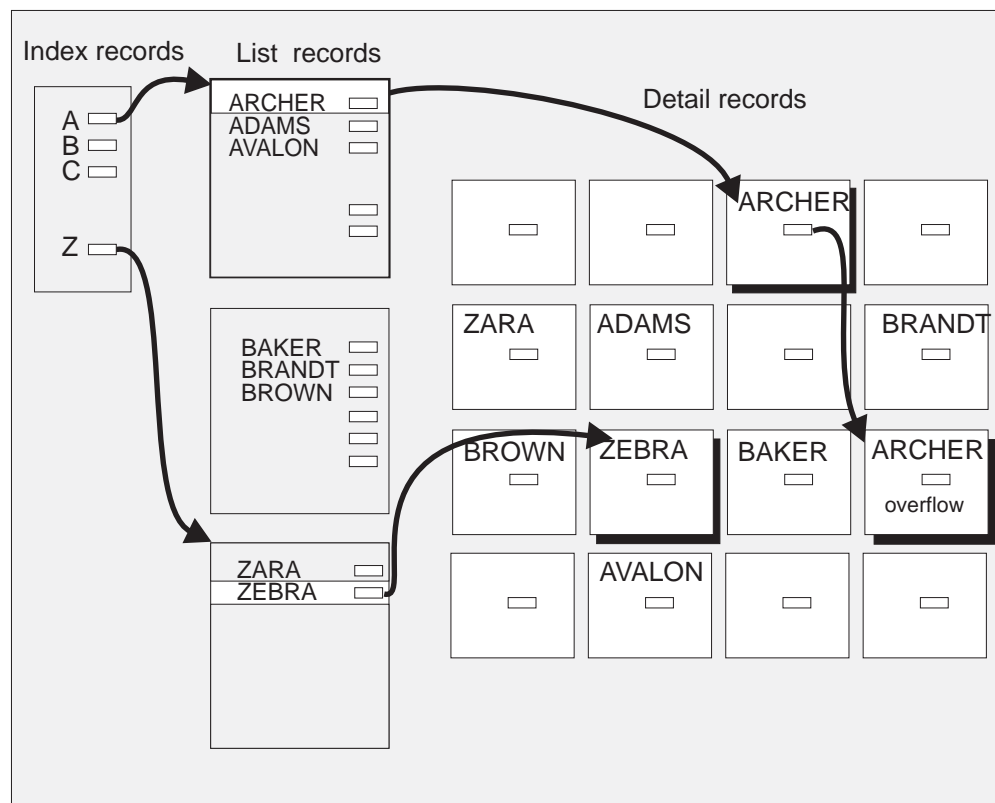 Index records
List records
Detail records
A
B
C
Z
ARCHER
ADAMS
AVALON
BAKER
BRANDT
BROWN
ZARA
ZEBRA
ARCHER
ZARA
ADAMS
BRANDT
BROWN
ZEBRA
BAKER
ARCHER
overflow
AVALON